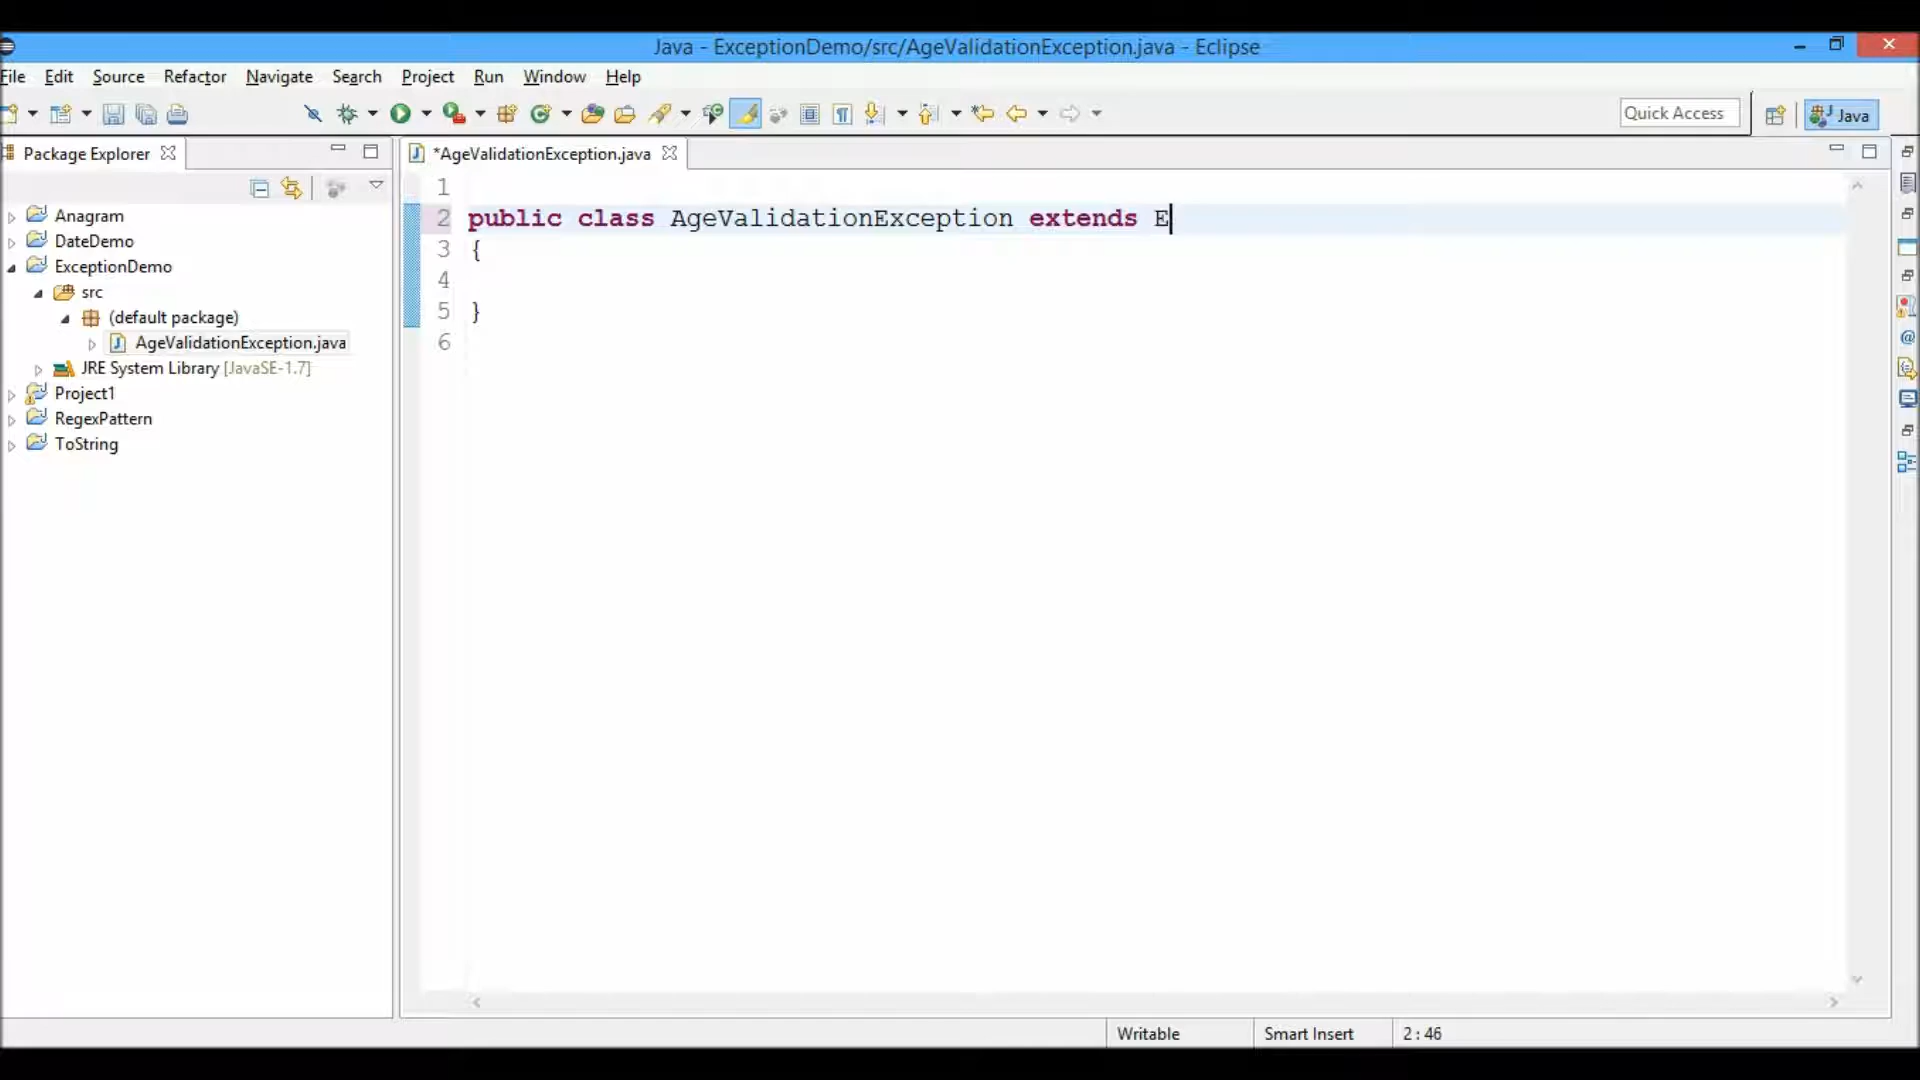 Java - ExceptionDemo/src/AgeValidationException.java - Eclipse
File Edit Source Refactor Navigate Search Project Run Window Help
Quick Access
Java
Package Explorer
*AgeValidationException.java
Anagram
DateDemo
ExceptionDemo
src
(default package)
AgeValidationException.java
JRE System Library [JavaSE-1.7]
Project1
RegexPattern
ToString
1
2 public class AgeValidationException extends E
3 {
4
5 }
6
Writable
Smart Insert
2 : 46